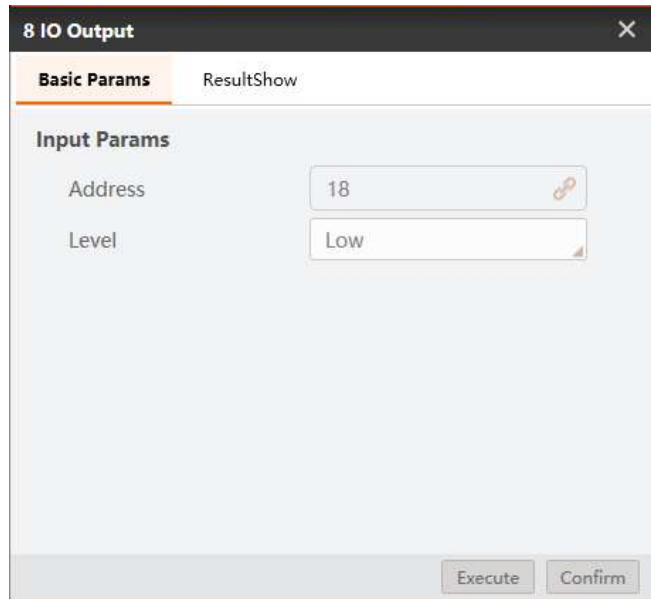 8 IO Output
Basic Params ResultShow
Input Params
Address 18
Level Low
Execute Confirm